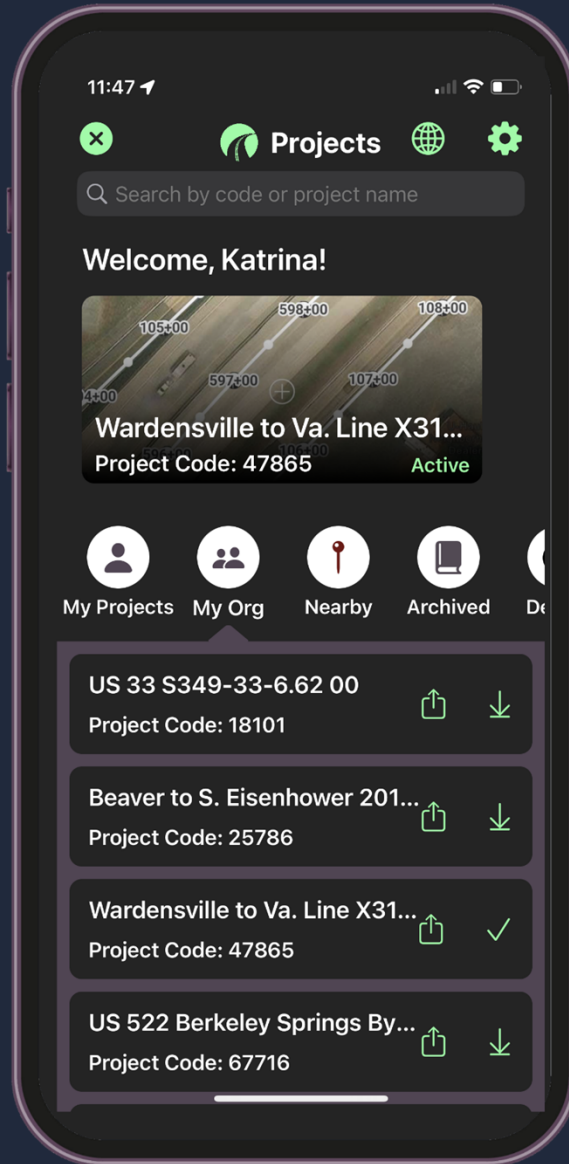 11:47
Projects
Search by code or project name
Welcome, Katrina!
598+00
108+00
105+00
597+00
107+00
4+00
Wardensville to Va. Line X31...
Project Code: 47865
Active
My Projects
My Org
Nearby
Archived
De
US 33 S349-33-6.62 00
Project Code: 18101
Beaver to S. Eisenhower 201...
Project Code: 25786
Wardensville to Va. Line X31...
Project Code: 47865
US 522 Berkeley Springs By...
Project Code: 67716